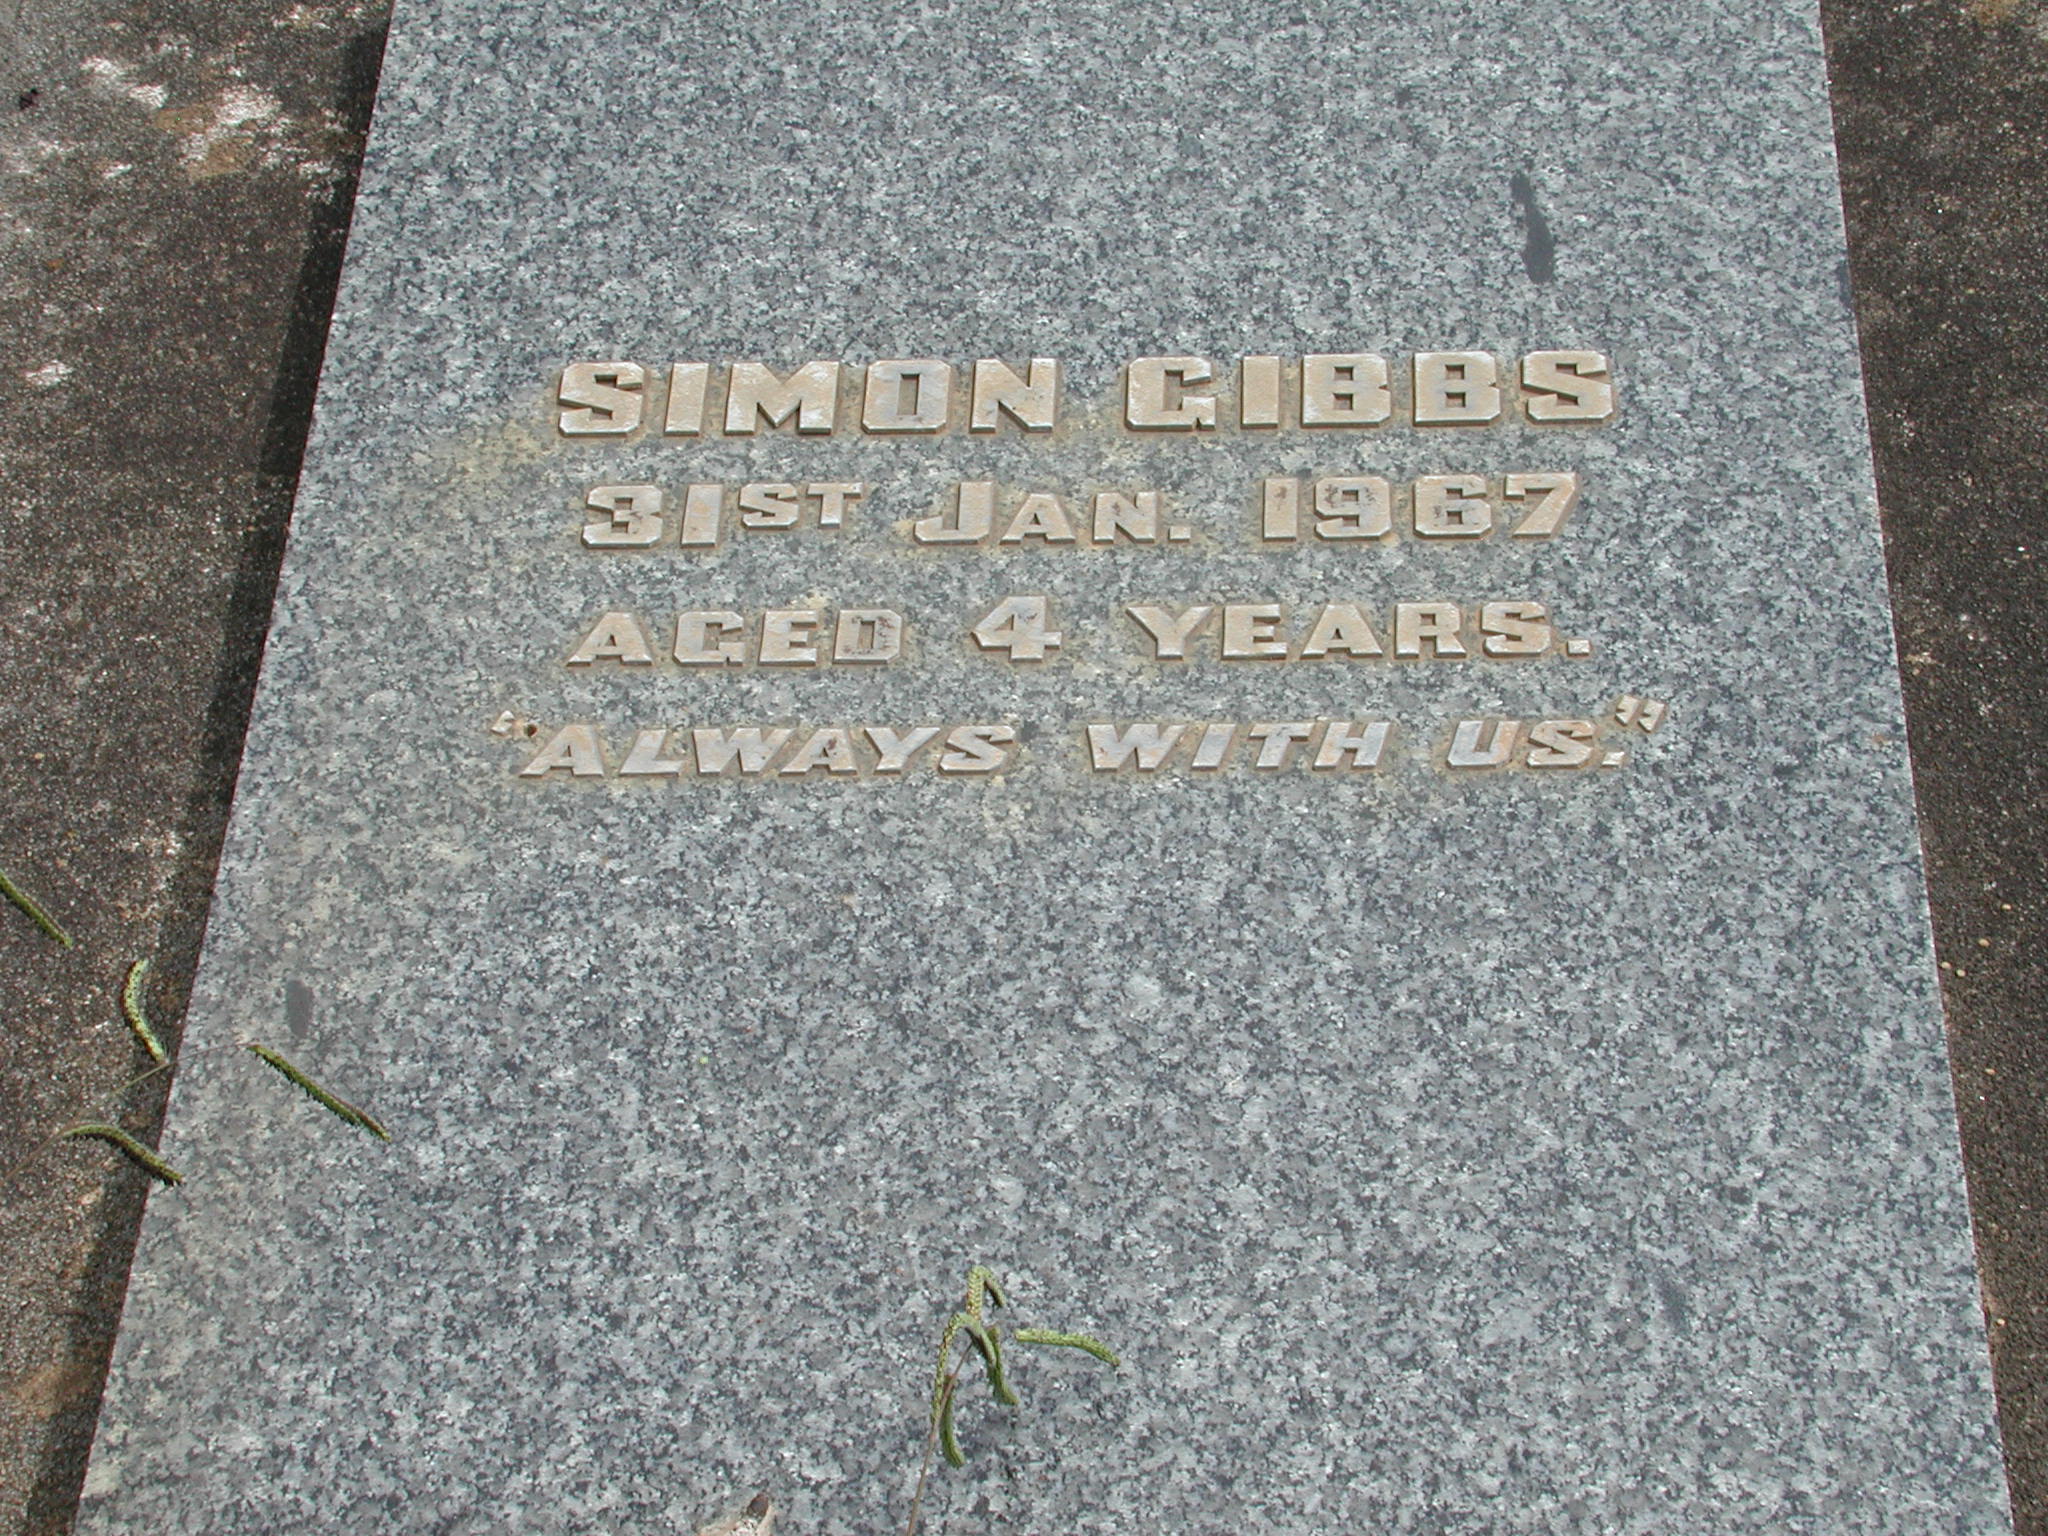 SIMON GIBBS
31ST JAN. 1967
AGED 4 YEARS.
"ALWAYS WITH US."